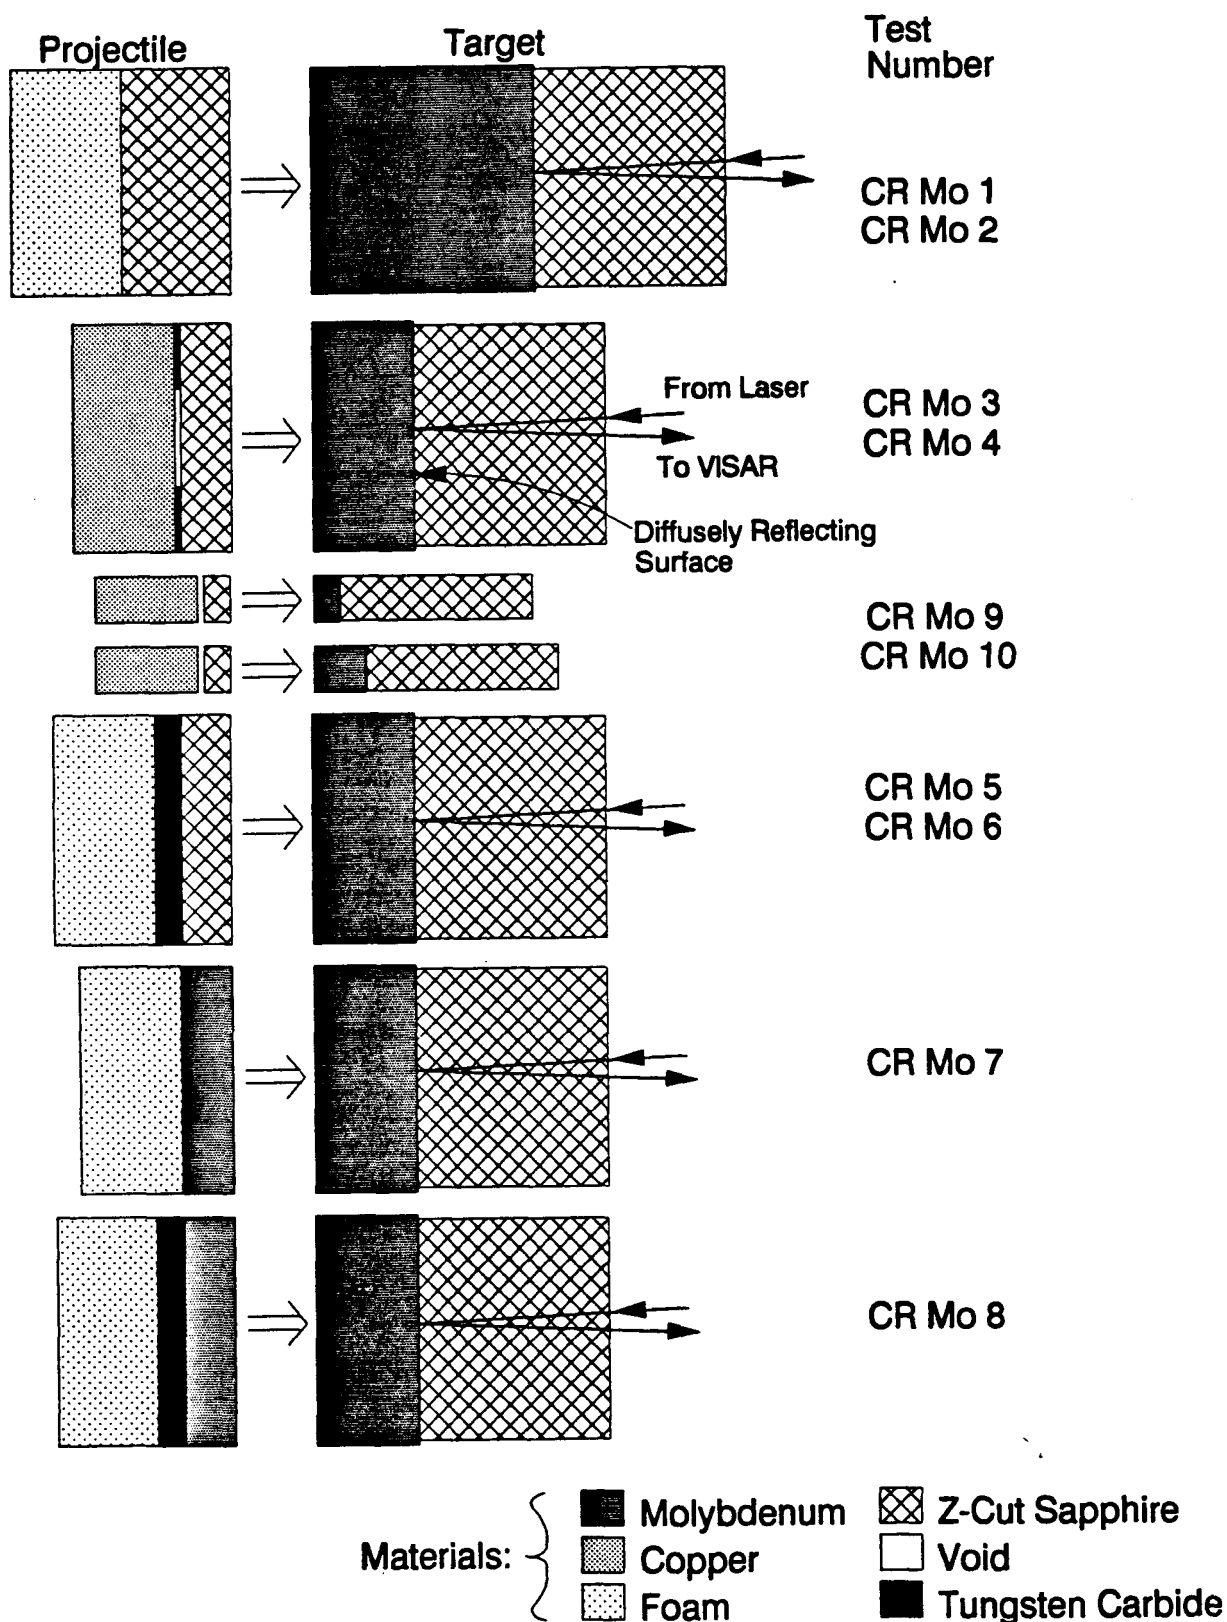 Projectile
Target
Test
Number
CR Mo 1
CR Mo 2
From Laser
To VISAR
Diffusely Reflecting
Surface
CR Mo 3
CR Mo 4
CR Mo 9
CR Mo 10
CR Mo 5
CR Mo 6
CR Mo 7
CR Mo 8
Materials:
Molybdenum
Copper
Foam
Z-Cut Sapphire
Void
Tungsten Carbide